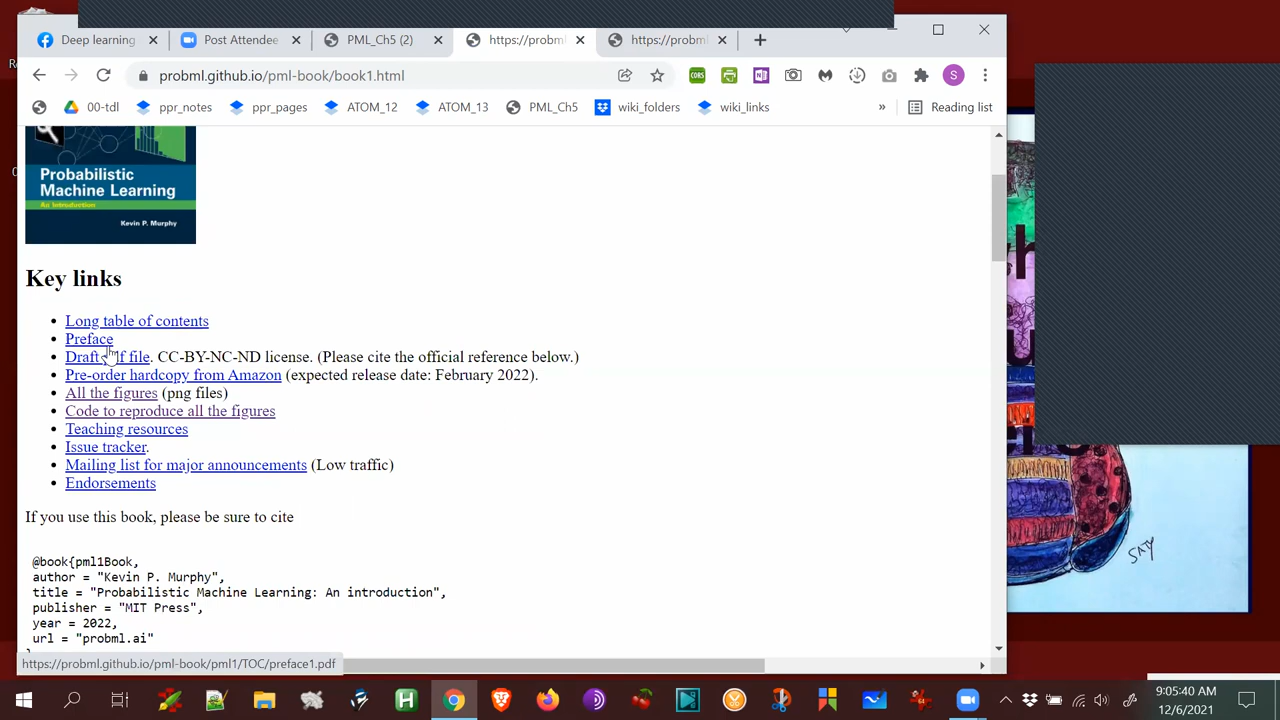 Deep learning
Post Attendee
PML_Ch5 (2)
https://probml
https://probml
probml.github.io/pml-book/book1.html
CORS
S
00-tdl
ppr_notes
ppr_pages
ATOM_12
ATOM_13
PML_Ch5
wiki_folders
wiki_links
»
Reading list
Probabilistic
Machine Learning
An Introduction
Kevin P. Murphy
Key links
• Long table of contents
• Preface
• Draft pdf file. CC-BY-NC-ND license. (Please cite the official reference below.)
• Pre-order hardcopy from Amazon (expected release date: February 2022).
• All the figures (png files)
• Code to reproduce all the figures
• Teaching resources
• Issue tracker.
• Mailing list for major announcements (Low traffic)
• Endorsements
If you use this book, please be sure to cite
@book{pml1Book,
author = "Kevin P. Murphy",
title = "Probabilistic Machine Learning: An introduction",
publisher = "MIT Press",
year = 2022,
url = "probml.ai"
https://probml.github.io/pml-book/pml1/TOC/preface1.pdf
SATY
9:05:40 AM
12/6/2021